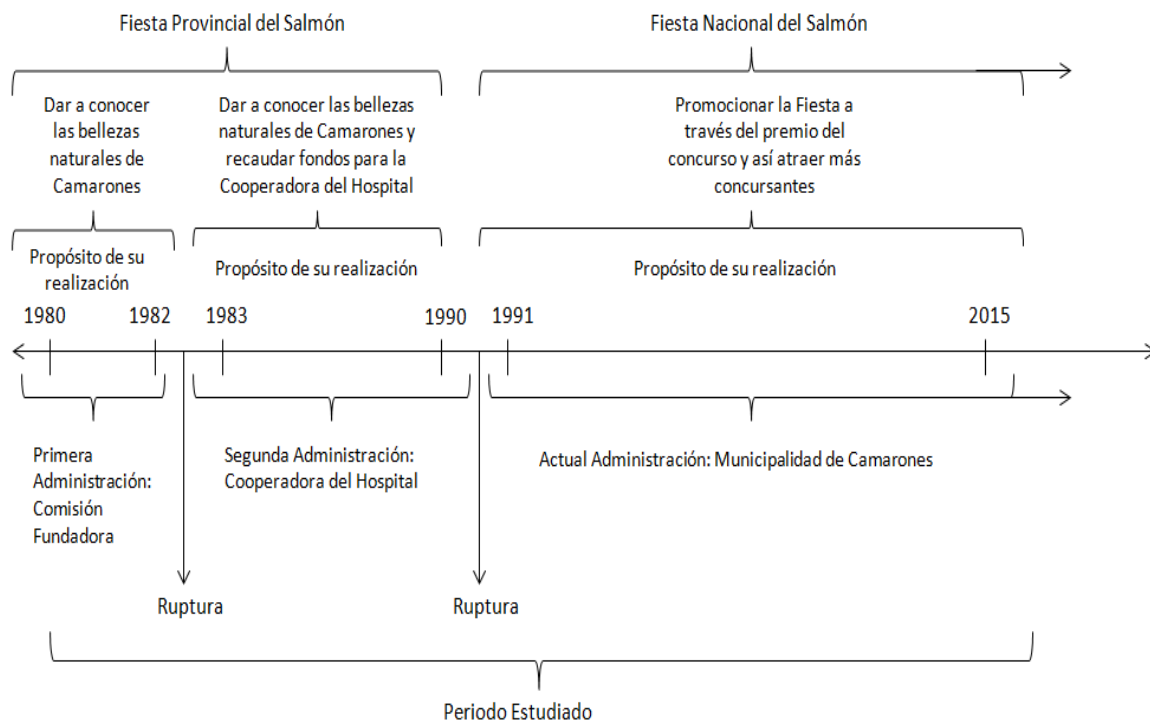 Fiesta Provincial del Salmón
Fiesta Nacional del Salmón
Dar a conocer
las bellezas
naturales de
Camarones
Dar a conocer las bellezas
naturales de Camarones y
recaudar fondos para la
Cooperadora del Hospital
Promocionar la Fiesta a
través del premio del
concurso y así atraer más
concursantes
Propósito de su
realización
Propósito de su realización
Propósito de su realización
1980
1982
1983
1990
1991
2015
Primera
Administración:
Comisión
Fundadora
Segunda Administración:
Cooperadora del Hospital
Actual Administración: Municipalidad de Camarones
Ruptura
Ruptura
Periodo Estudiado